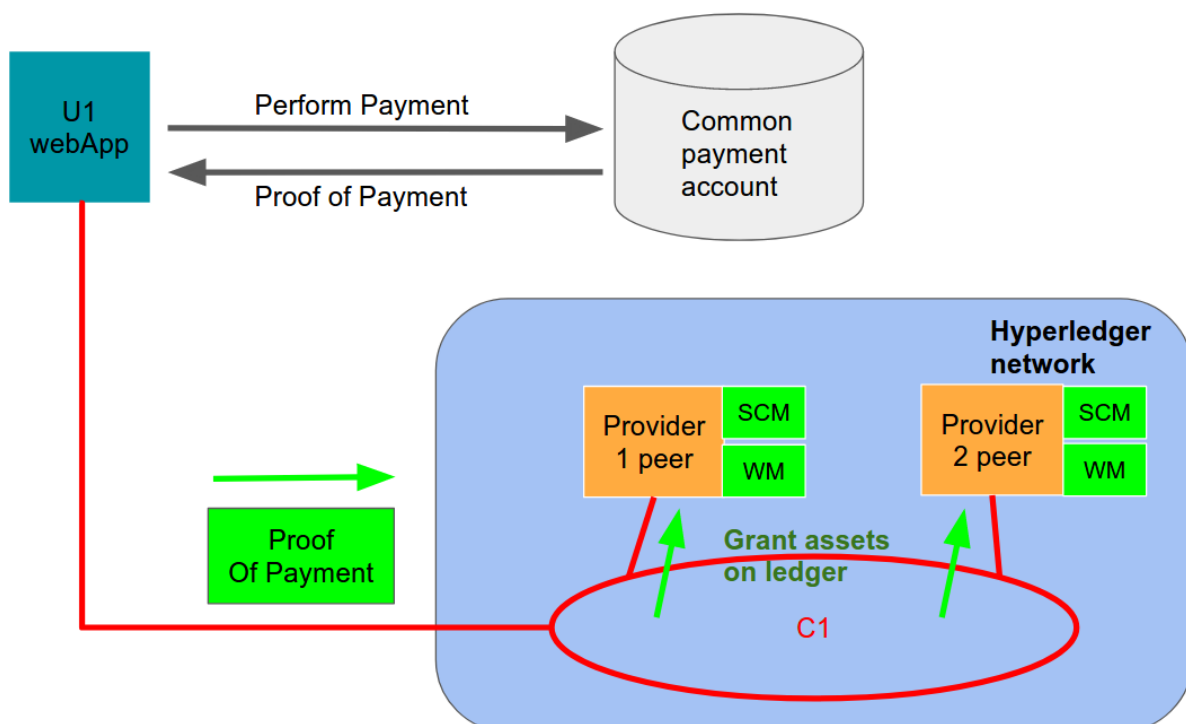 U1
webApp
Perform Payment
Proof of Payment
Common
payment
account
Hyperledger
network
Provider
1 peer
SCM
WM
Provider
2 peer
SCM
WM
Proof
Of Payment
Grant assets
on ledger
C1